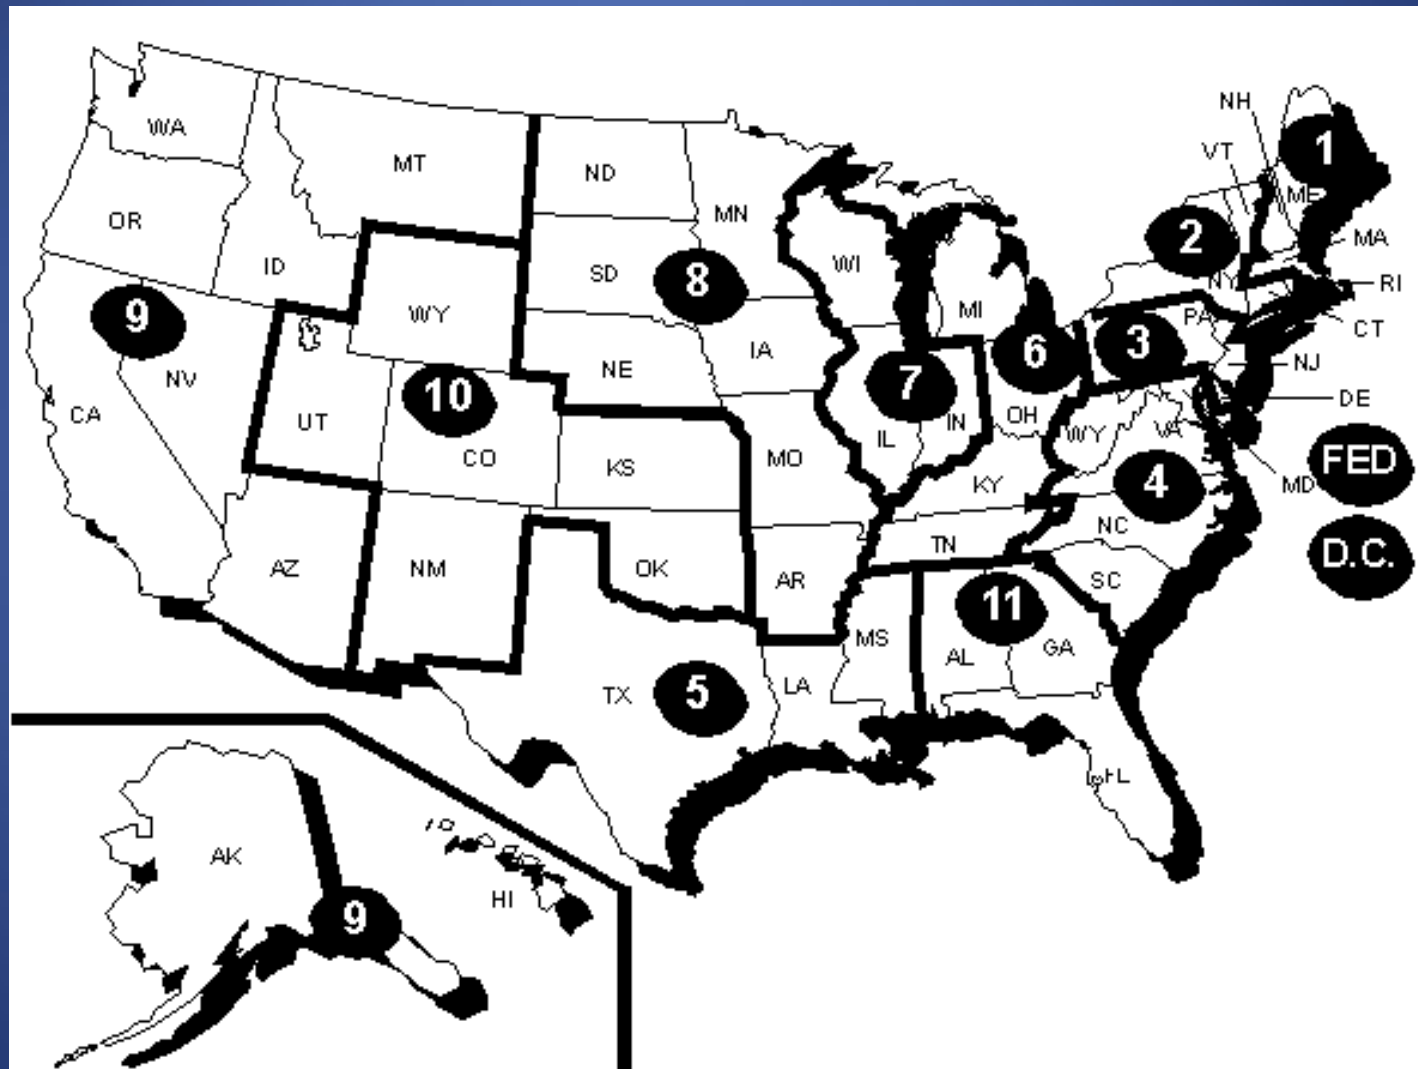 NH
WA
1
MT
VT
ND
ME
MN
OR
2
MA
WI
ID
SD
8
NY
RI
MI
WY
9
PA
CT
IA
6
3
NE
7
NJ
NV
10
DE
CA
UT
OH
IN
IL
WY
VA
CO
KS
MO
FED
KY
4
MD
NC
TN
D.C.
AZ
NM
OK
AR
SC
11
MS
AL
GA
TX
5
LA
FL
AK
HI
9